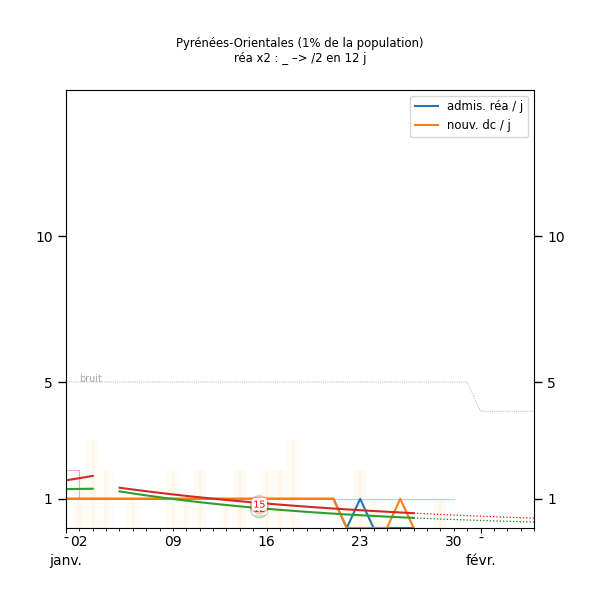 Pyrénées-Orientales (1% de la population)
réa x2 : _ –> /2 en 12 j
admis. réa / j
nouv. dc / j
10 10
bruit
5 5
15
1 1
- 02 09 16 23 30 -
janv. févr.